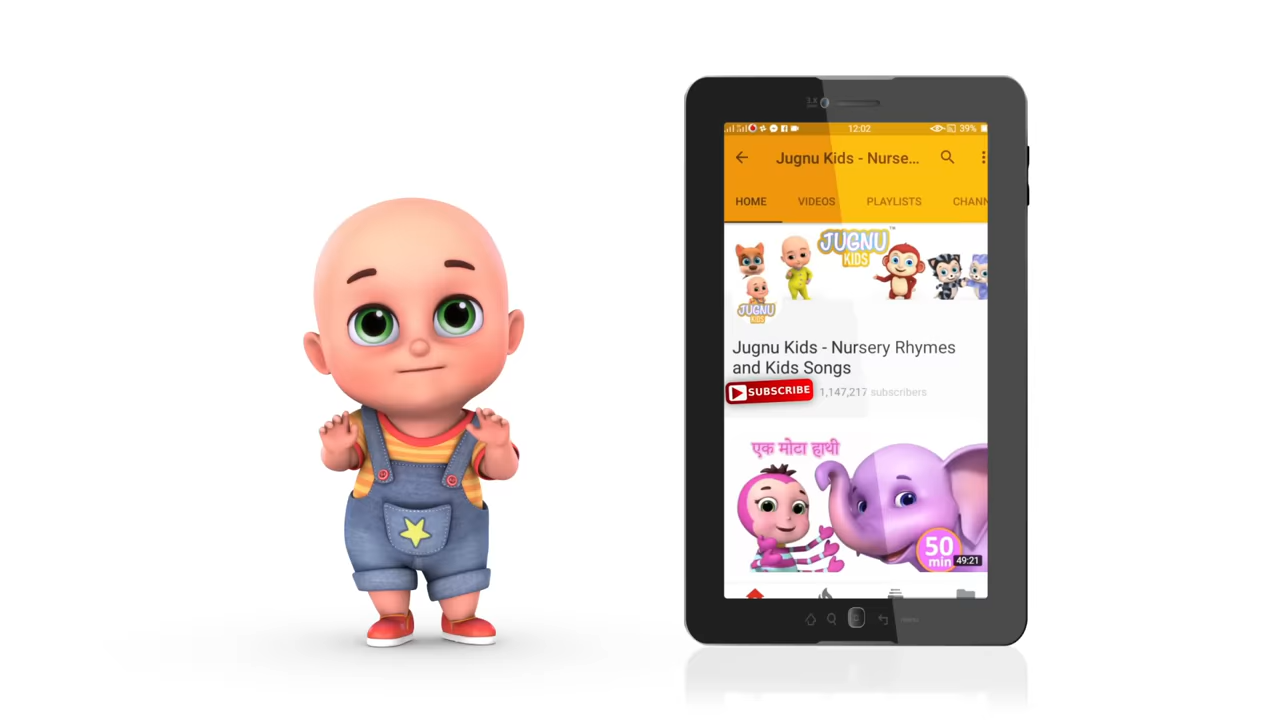 12:02
39%
Jugnu Kids - Nurse...
HOME VIDEOS PLAYLISTS CHANN
JUGNU™
KIDS
JUGNU
KIDS
Jugnu Kids - Nursery Rhymes
and Kids Songs
SUBSCRIBE 1,147,217 subscribers
एक मोटा हाथी
50
min
49:21